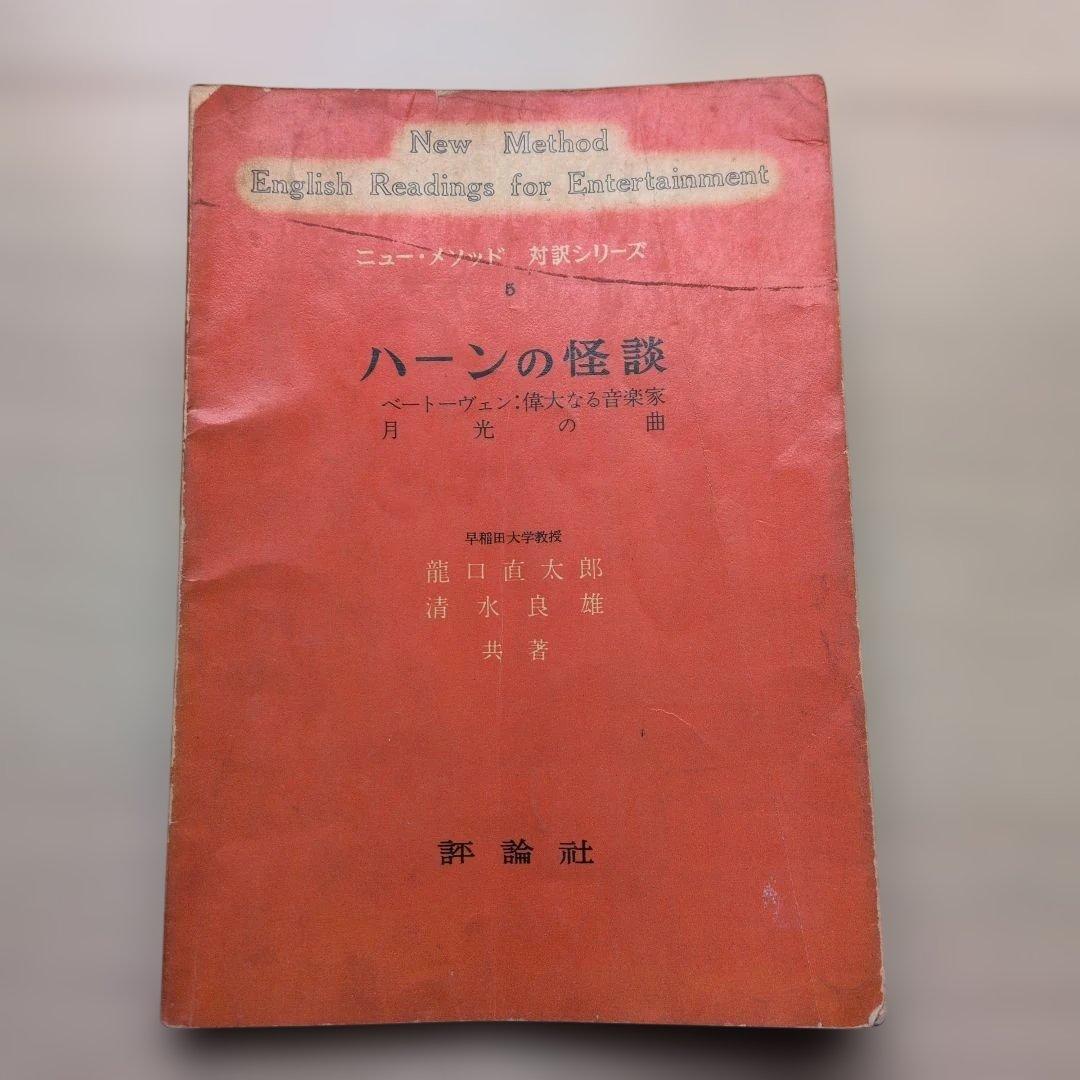 New Method
English Readings for Entertainment
ニュー・メソッド 対訳シリーズ
5
ハーンの怪談
ベートーヴェン:偉大なる音楽家
月光の曲
早稲田大学教授
龍口直太郎
清水良雄
共著
評論社